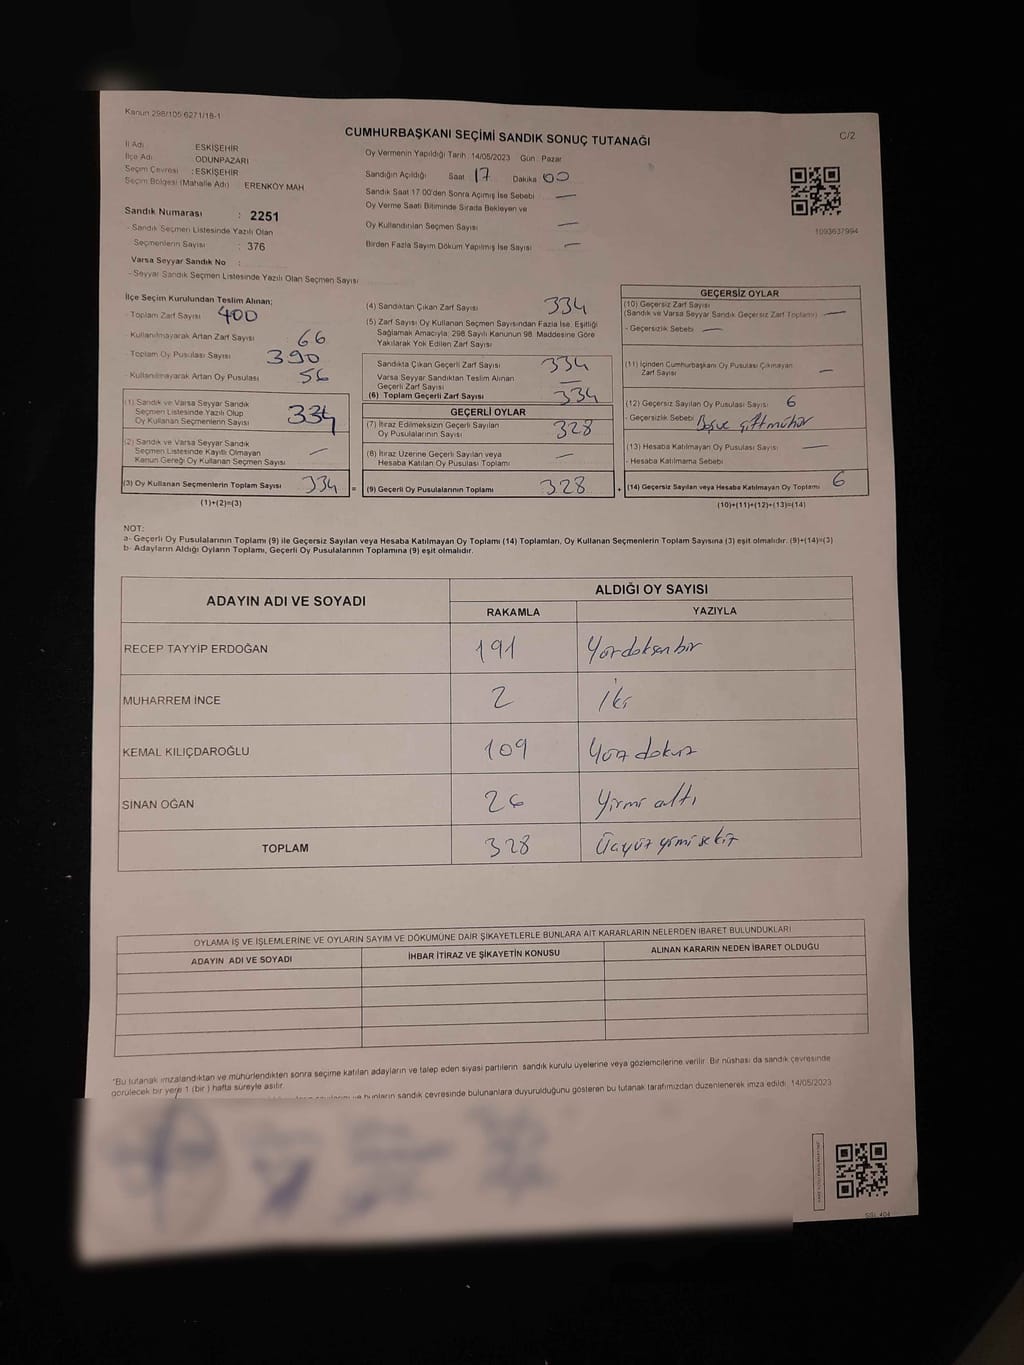 Kanun 298/105 6271/18-1
CUMHURBAŞKANI SEÇİMİ SANDIK SONUÇ TUTANAĞI
C/2
İl Adı : ESKİŞEHİR
İlçe Adı : ODUNPAZARI
Seçim Çevresi : ESKİŞEHİR
Seçim Bölgesi (Mahalle Adı) : ERENKÖY MAH
Oy Vermenin Yapıldığı Tarih : 14/05/2023 Gün : Pazar
Sandığın Açıldığı Saat 17 Dakika 00
Sandık Saat 17.00'den Sonra Açımış İse Sebebi —
Oy Verme Saati Bitiminde Sırada Bekleyen ve
Oy Kullandırılan Seçmen Sayısı —
Birden Fazla Sayım Döküm Yapılmış İse Sayısı —
1093637994
Sandık Numarası : 2251
- Sandık Seçmen Listesinde Yazılı Olan
Seçmenlerin Sayısı : 376
Varsa Seyyar Sandık No :
- Seyyar Sandık Seçmen Listesinde Yazılı Olan Seçmen Sayısı
İlçe Seçim Kurulundan Teslim Alınan;
- Toplam Zarf Sayısı 400
- Kullanılmayarak Artan Zarf Sayısı 66
- Toplam Oy Pusulası Sayısı 390
- Kullanılmayarak Artan Oy Pusulası 56
(1) Sandık ve Varsa Seyyar Sandık
Seçmen Listesinde Yazılı Olup
Oy Kullanan Seçmenlerin Sayısı 334
(2) Sandık ve Varsa Seyyar Sandık
Seçmen Listesinde Kayıtlı Olmayan
Kanun Gereği Oy Kullanan Seçmen Sayısı —
(3) Oy Kullanan Seçmenlerin Toplam Sayısı 334
(1)+(2)=(3)
(4) Sandıktan Çıkan Zarf Sayısı 334
(5) Zarf Sayısı Oy Kullanan Seçmen Sayısından Fazla İse, Eşitliği
Sağlamak Amacıyla; 298 Sayılı Kanunun 98. Maddesine Göre
Yakılarak Yok Edilen Zarf Sayısı
Sandıkta Çıkan Geçerli Zarf Sayısı 334
Varsa Seyyar Sandıktan Teslim Alınan
Geçerli Zarf Sayısı —
(6) Toplam Geçerli Zarf Sayısı 334
GEÇERLİ OYLAR
(7) İtiraz Edilmeksizin Geçerli Sayılan
Oy Pusulalarının Sayısı 328
(8) İtiraz Üzerine Geçerli Sayılan veya
Hesaba Katılan Oy Pusulası Toplamı —
= (9) Geçerli Oy Pusulalarının Toplamı 328
GEÇERSİZ OYLAR
(10) Geçersiz Zarf Sayısı
(Sandık ve Varsa Seyyar Sandık Geçersiz Zarf Toplamı) —
- Geçersizlik Sebebi —
(11) İçinden Cumhurbaşkanı Oy Pusulası Çıkmayan
Zarf Sayısı —
(12) Geçersiz Sayılan Oy Pusulası Sayısı 6
- Geçersizlik Sebebi Boş ve çift mühür
(13) Hesaba Katılmayan Oy Pusulası Sayısı —
- Hesaba Katılmama Sebebi
+ (14) Geçersiz Sayılan veya Hesaba Katılmayan Oy Toplamı 6
(10)+(11)+(12)+(13)=(14)
NOT:
a- Geçerli Oy Pusulalarının Toplamı (9) ile Geçersiz Sayılan veya Hesaba Katılmayan Oy Toplamı (14) Toplamları, Oy Kullanan Seçmenlerin Toplam Sayısına (3) eşit olmalıdır. (9)+(14)=(3)
b- Adayların Aldığı Oyların Toplamı, Geçerli Oy Pusulalarının Toplamına (9) eşit olmalıdır.
ADAYIN ADI VE SOYADI
ALDIĞI OY SAYISI
RAKAMLA YAZIYLA
RECEP TAYYİP ERDOĞAN 191 Yüzdoksanbir
MUHARREM İNCE 2 İki
KEMAL KILIÇDAROĞLU 109 Yüz dokuz
SİNAN OĞAN 26 Yirmi altı
TOPLAM 328 Üçyüz yirmi sekiz
OYLAMA İŞ VE İŞLEMLERİNE VE OYLARIN SAYIM VE DÖKÜMÜNE DAİR ŞİKAYETLERLE BUNLARA AİT KARARLARIN NELERDEN İBARET BULUNDUKLARI
ADAYIN ADI VE SOYADI İHBAR İTİRAZ VE ŞİKAYETİN KONUSU ALINAN KARARIN NEDEN İBARET OLDUĞU
*Bu tutanak imzalandıktan ve mühürlendikten sonra seçime katılan adayların ve talep eden siyasi partilerin sandık kurulu üyelerine veya gözlemcilerine verilir. Bir nüshası da sandık çevresinde
görülecek bir yere 1 (bir) hafta süreyle asılır.
bunların sandık çevresinde bulunanlara duyurulduğunu gösteren bu tutanak tarafımızdan düzenlenerek imza edildi. 14/05/2023
SSL 404